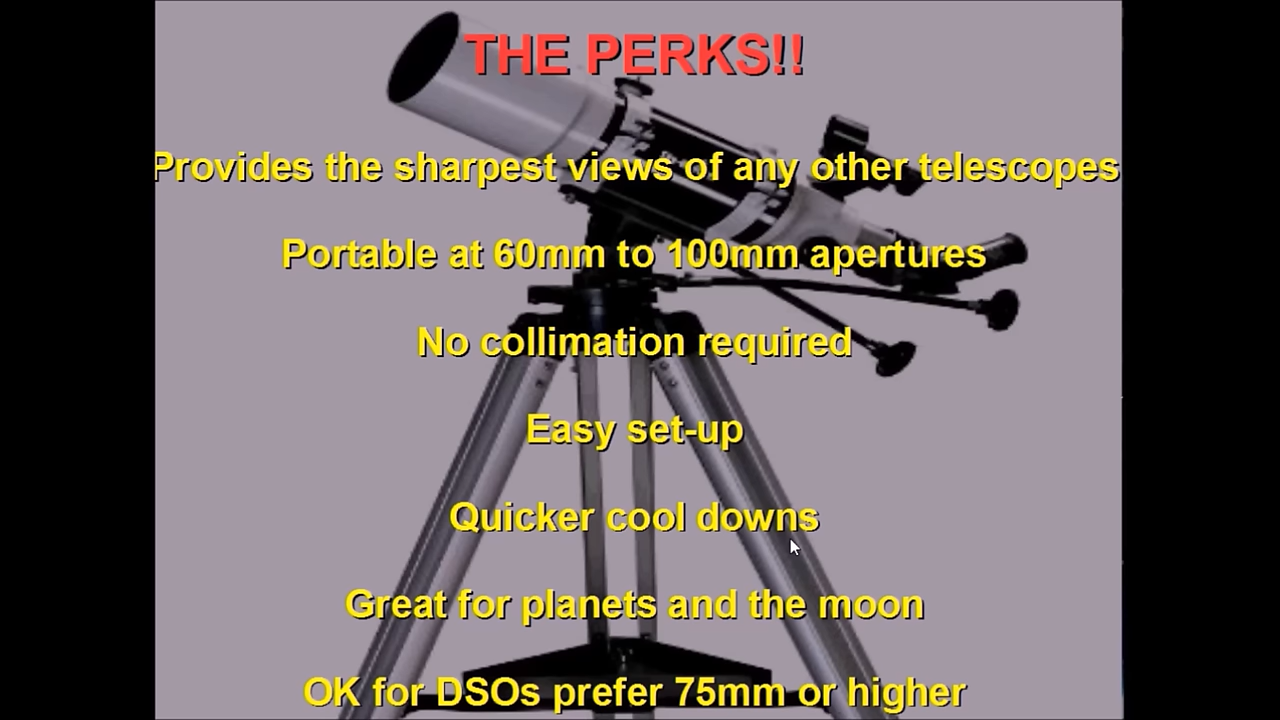 THE PERKS!!
Provides the sharpest views of any other telescopes
Portable at 60mm to 100mm apertures
No collimation required
Easy set-up
Quicker cool downs
Great for planets and the moon
OK for DSOs prefer 75mm or higher